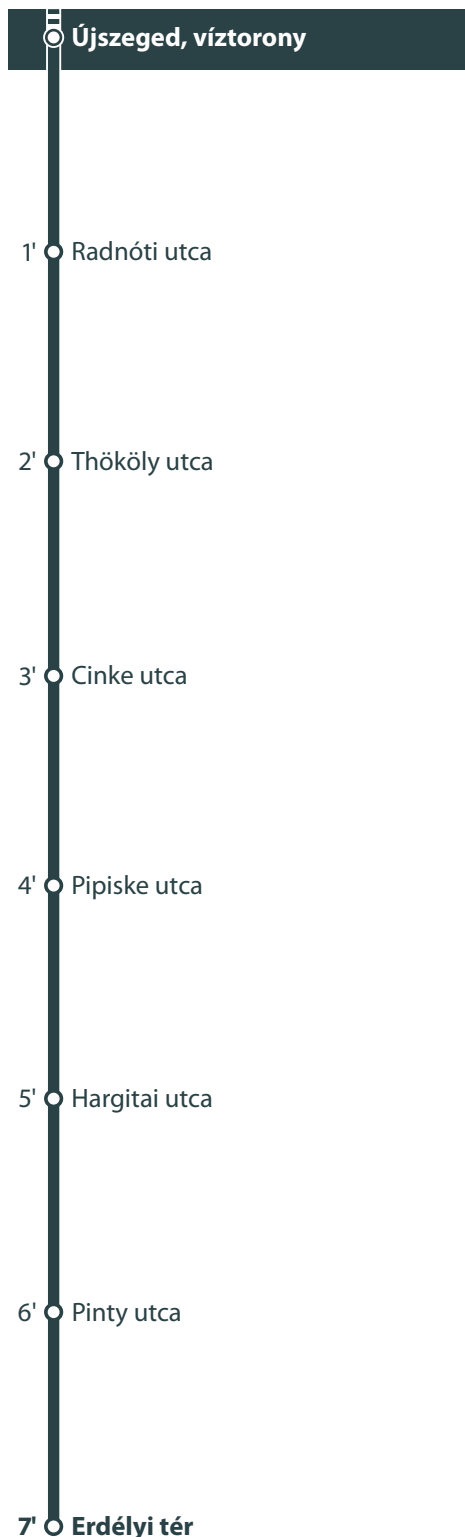 Újszeged, víztorony
1' Radnóti utca
2' Thököly utca
3' Cinke utca
4' Pipiske utca
5' Hargitai utca
6' Pinty utca
7' Erdélyi tér